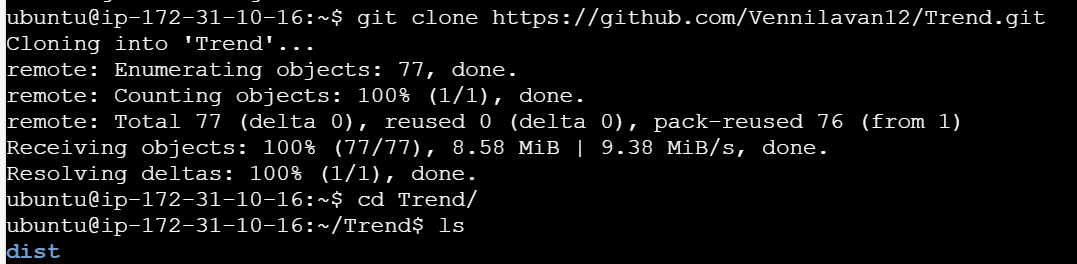 ubuntu@ip-172-31-10-16:~$ git clone https://github.com/Vennilavan12/Trend.git
Cloning into 'Trend'...
remote: Enumerating objects: 77, done.
remote: Counting objects: 100% (1/1), done.
remote: Total 77 (delta 0), reused 0 (delta 0), pack-reused 76 (from 1)
Receiving objects: 100% (77/77), 8.58 MiB | 9.38 MiB/s, done.
Resolving deltas: 100% (1/1), done.
ubuntu@ip-172-31-10-16:~$ cd Trend/
ubuntu@ip-172-31-10-16:~/Trend$ ls
dist